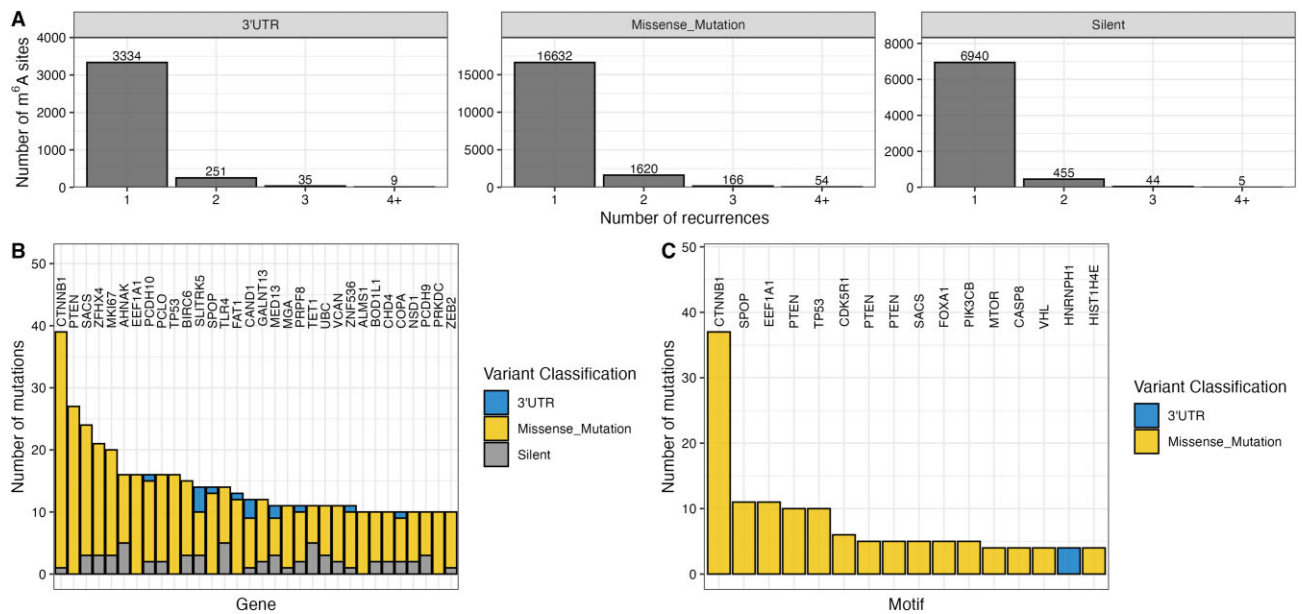 A
3'UTR
Missense_Mutation
Silent
Number of m⁶A sites
4000
3000
2000
1000
0
3334
251
35
9
1
2
3
4+
15000
10000
5000
0
16632
1620
166
54
1
2
3
4+
8000
6000
4000
2000
0
6940
455
44
5
1
2
3
4+
Number of recurrences
B
Number of mutations
50
40
30
20
10
0
CTNNB1
PTEN
SACS
ZFHX4
MKI67
AHNAK
EEF1A1
PCDH10
PCLO
TP53
BIRC6
SLITRK5
SPOP
TLR4
FAT1
CAND1
GALNT13
MED13
MGA
PRPF8
TET1
UBC
VCAN
ZNF536
ALMS1
BOD1L1
CHD4
COPA
NSD1
PCDH9
PRKDC
ZEB2
Gene
Variant Classification
3'UTR
Missense_Mutation
Silent
C
Number of mutations
50
40
30
20
10
0
CTNNB1
SPOP
EEF1A1
PTEN
TP53
CDK5R1
PTEN
PTEN
SACS
FOXA1
PIK3CB
MTOR
CASP8
VHL
HNRNPH1
HIST1H4E
Motif
Variant Classification
3'UTR
Missense_Mutation